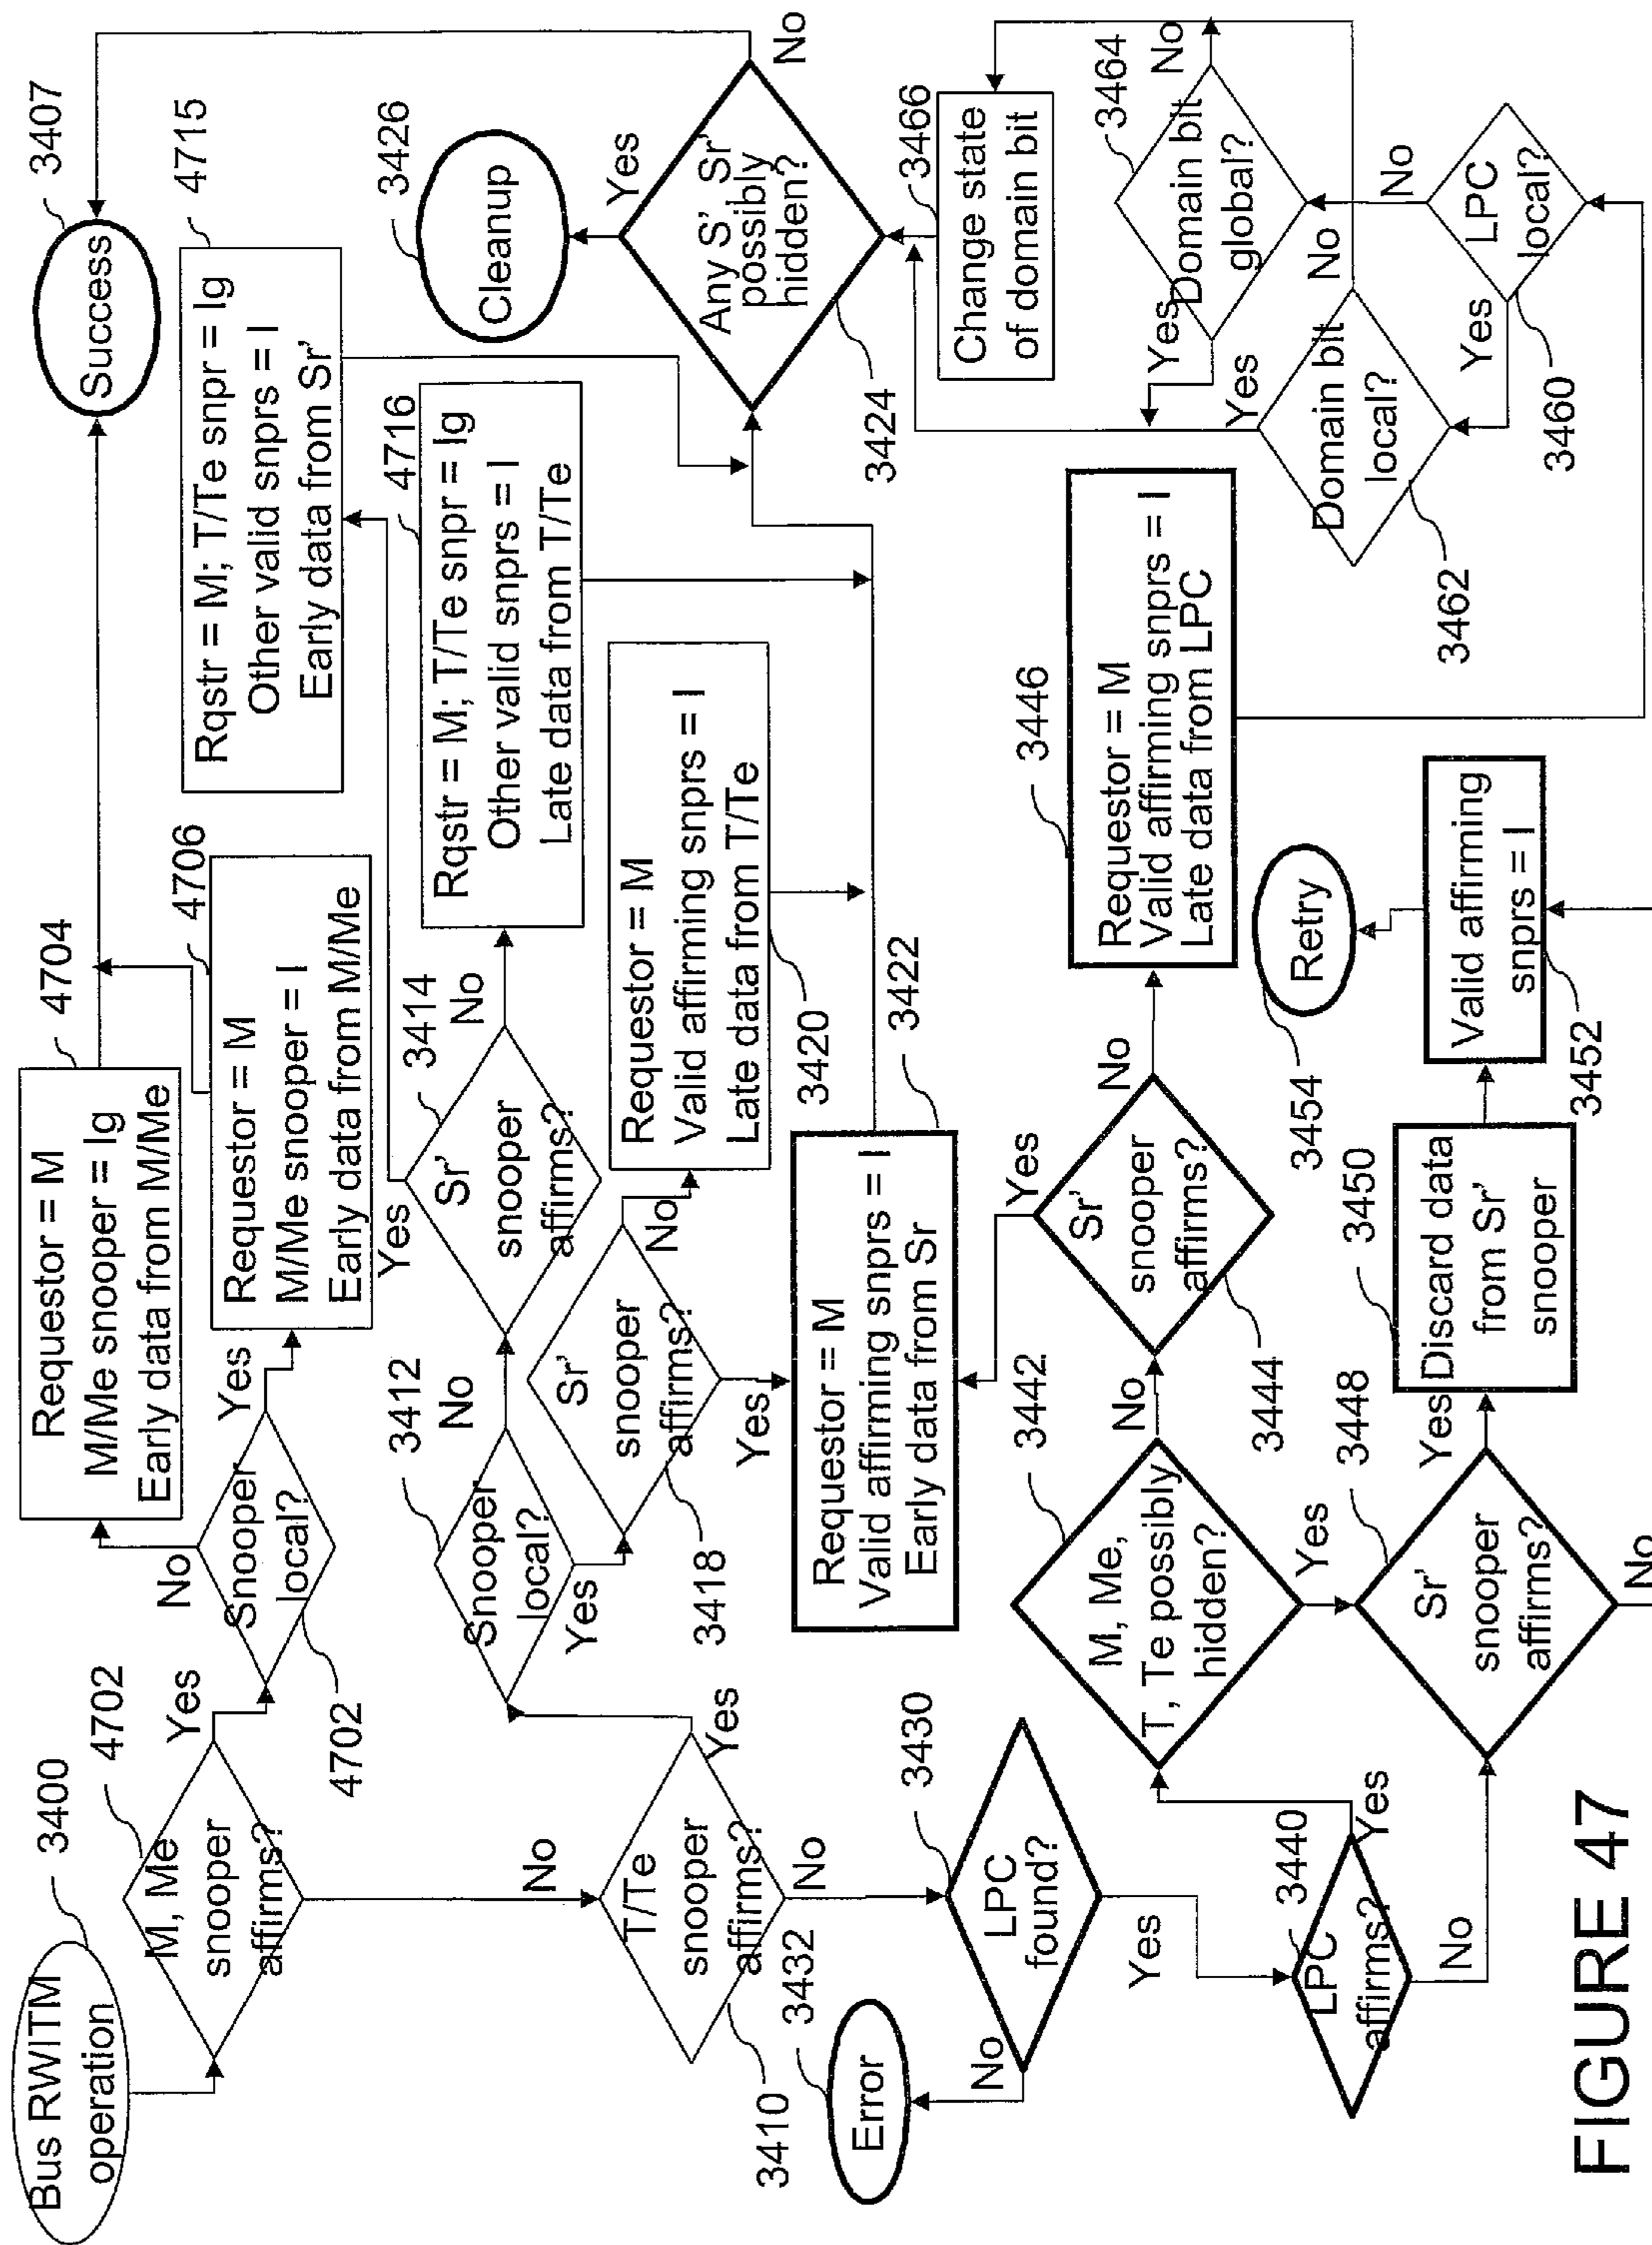 Bus RWITM
operation
3400
M, Me
snooper
affirms?
4702
Yes
No
Snooper
local?
4702
No
Yes
Requestor = M
M/Me snooper = Ig
Early data from M/Me
4704
Requestor = M
M/Me snooper = I
Early data from M/Me
4706
Success
3407
T/Te
snooper
affirms?
3410
Yes
No
Snooper
local?
3412
No
Yes
Sr'
snooper
affirms?
3414
Yes
No
Rqstr = M; T/Te snpr = Ig
Other valid snprs = I
Early data from Sr'
4715
Rqstr = M; T/Te snpr = Ig
Other valid snprs = I
Late data from T/Te
4716
Sr'
snooper
affirms?
3418
No
Yes
Requestor = M
Valid affirming snprs = I
Late data from T/Te
3420
Requestor = M
Valid affirming snprs = I
Early data from Sr
3422
Any S' Sr'
possibly
hidden?
3424
No
Yes
Cleanup
3426
LPC
found?
3430
No
Yes
Error
3432
LPC
affirms?
3440
Yes
No
M, Me,
T, Te possibly
hidden?
3442
No
Yes
Sr'
snooper
affirms?
3444
Yes
No
Requestor = M
Valid affirming snprs = I
Late data from LPC
3446
Sr'
snooper
affirms?
3448
Yes
No
Discard data
from Sr'
snooper
3450
Valid affirming
snprs = I
3452
Retry
3454
LPC
local?
3460
Yes
No
Domain bit
local?
3462
Yes
No
Domain bit
global?
3464
Yes
No
Change state
of domain bit
3466
FIGURE 47